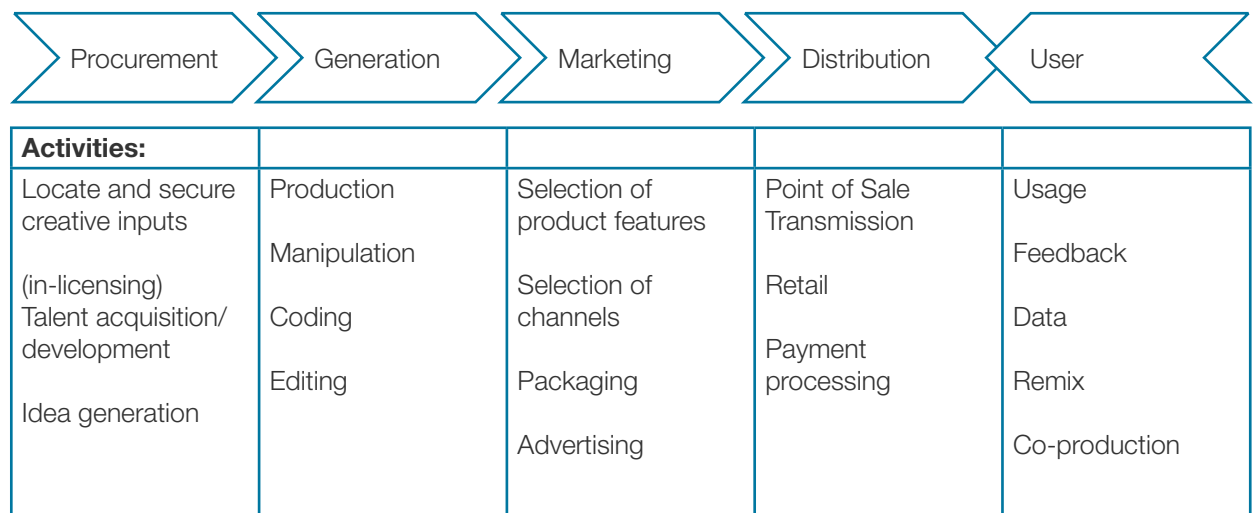 Procurement
Generation
Marketing
Distribution
User
Activities:
Locate and secure
creative inputs
(in-licensing)
Talent acquisition/
development
Idea generation
Production
Manipulation
Coding
Editing
Selection of
product features
Selection of
channels
Packaging
Advertising
Point of Sale
Transmission
Retail
Payment
processing
Usage
Feedback
Data
Remix
Co-production